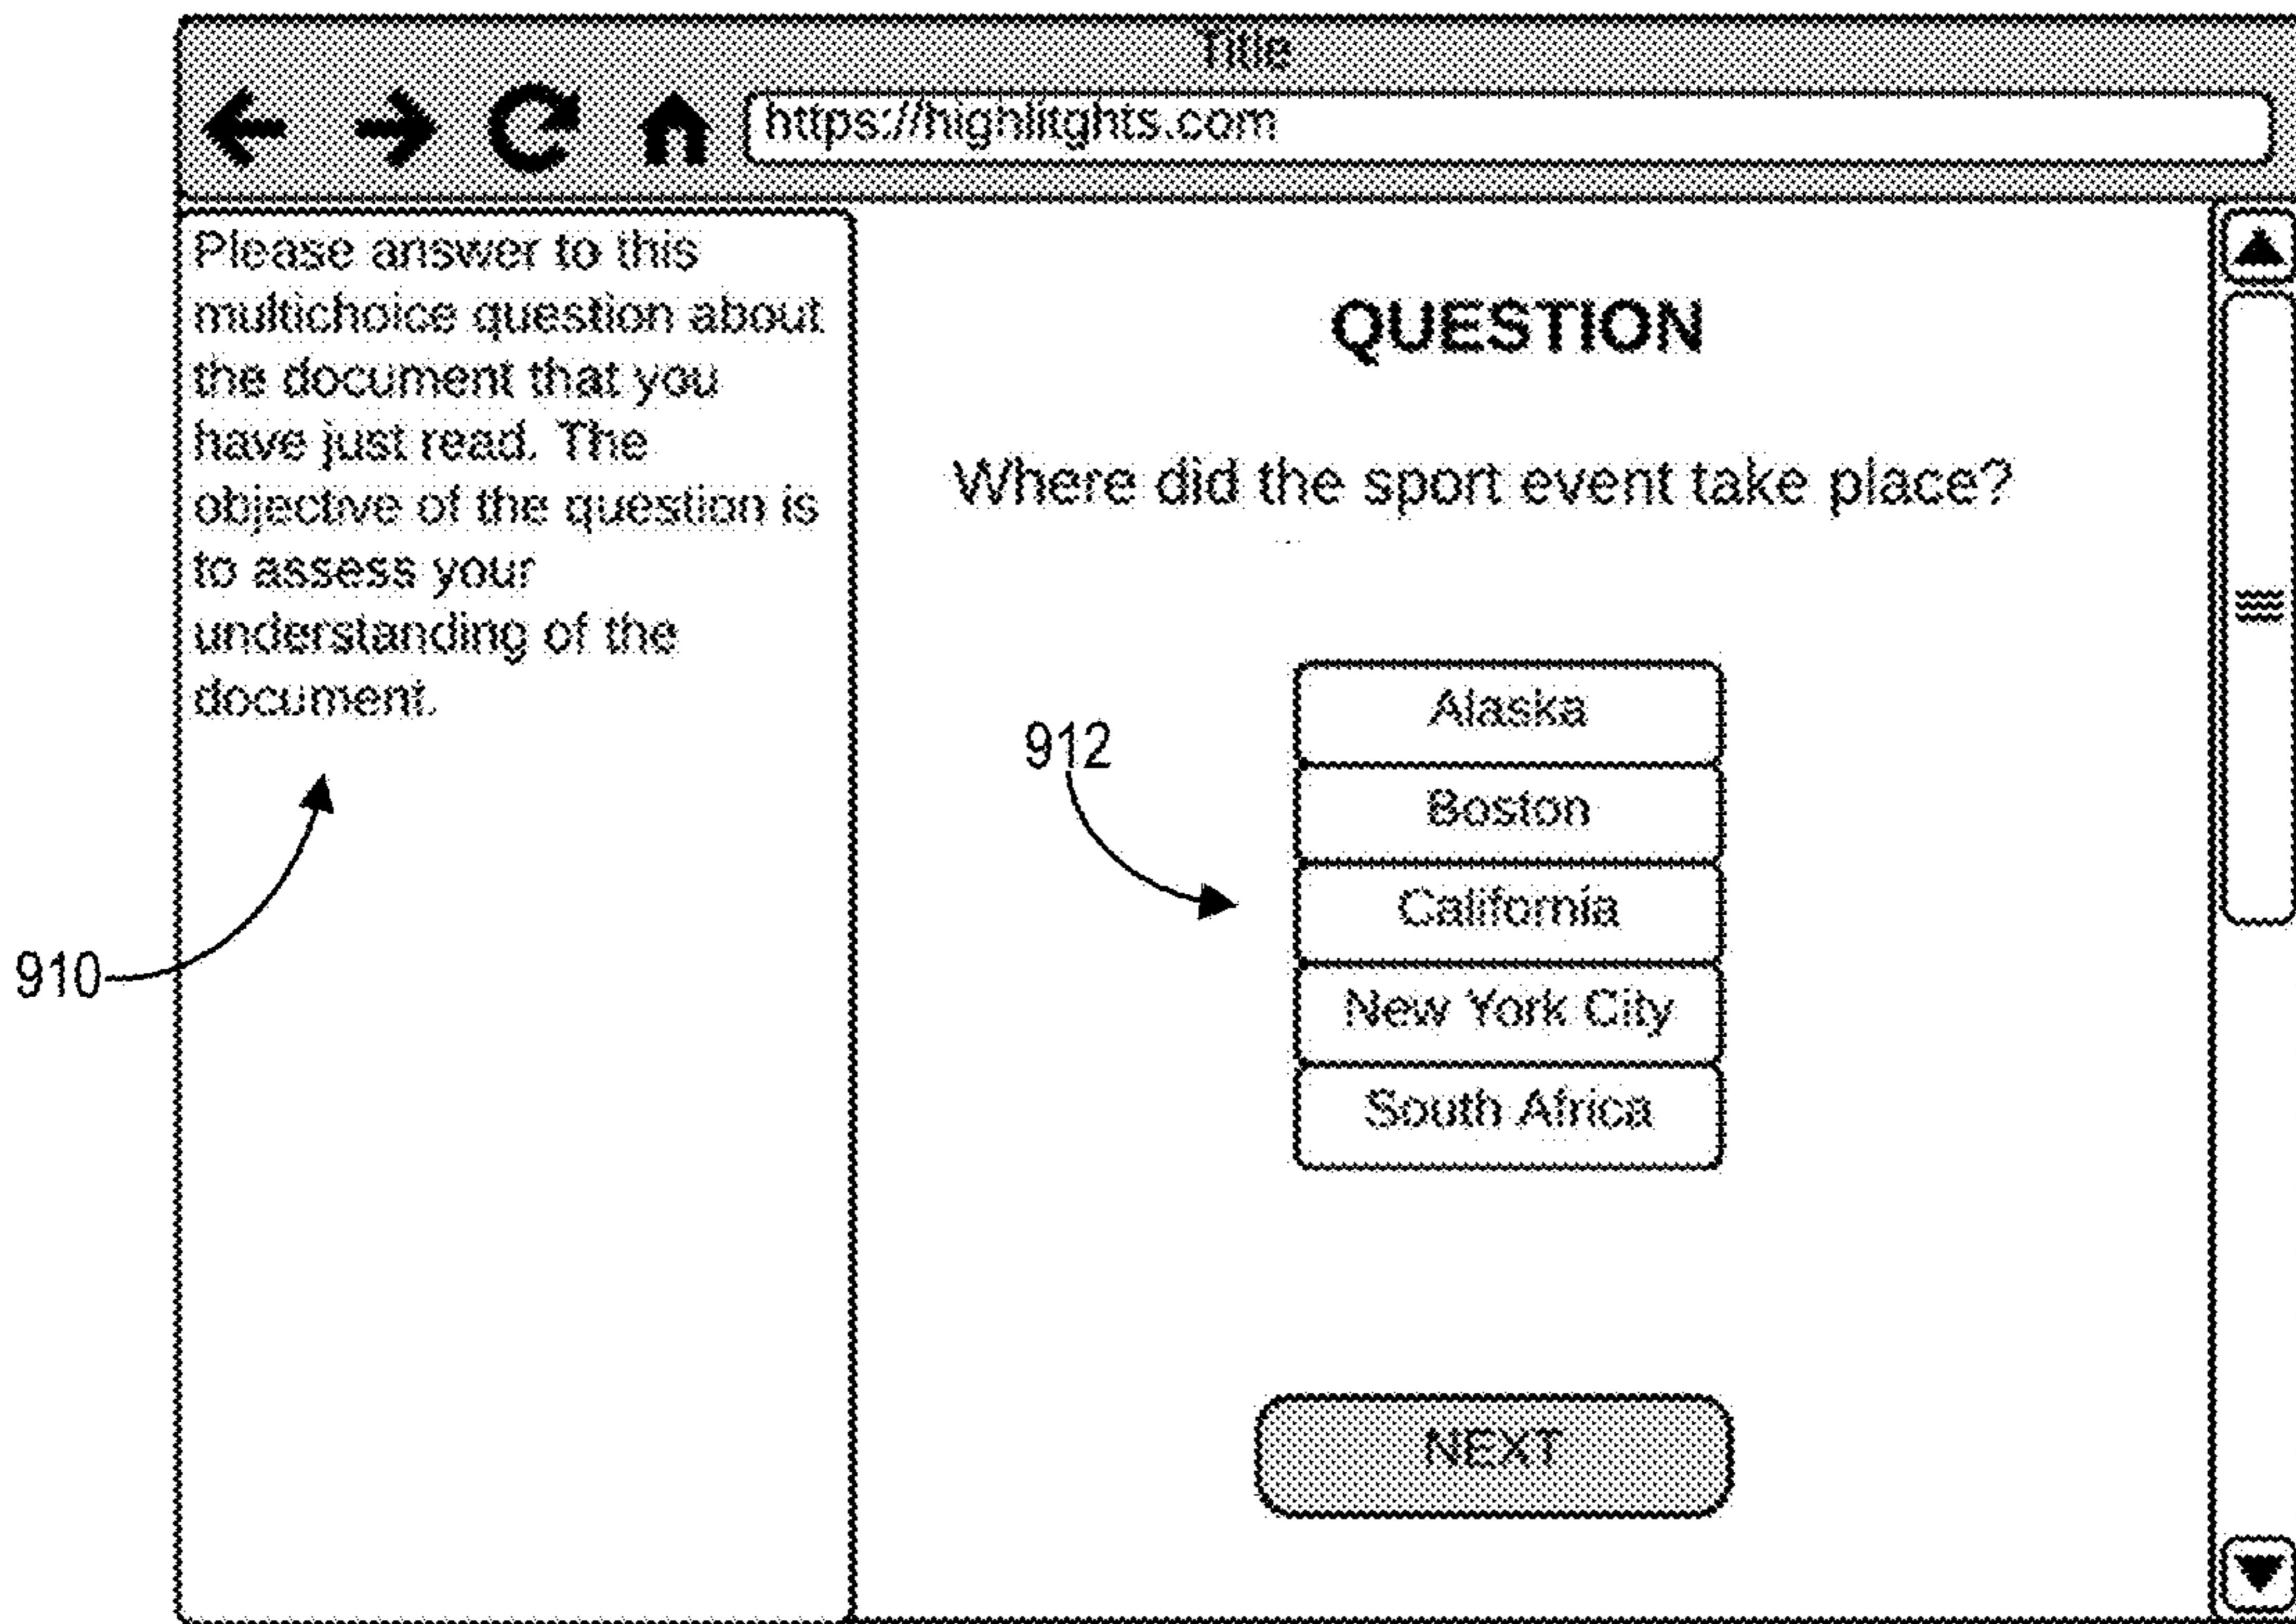 Title
https://highlitghts.com
Please answer to this
multichoice question about
the document that you
have just read. The
objective of the question is
to assess your
understanding of the
document.
910
QUESTION
Where did the sport event take place?
912
Alaska
Boston
California
New York City
South Africa
NEXT